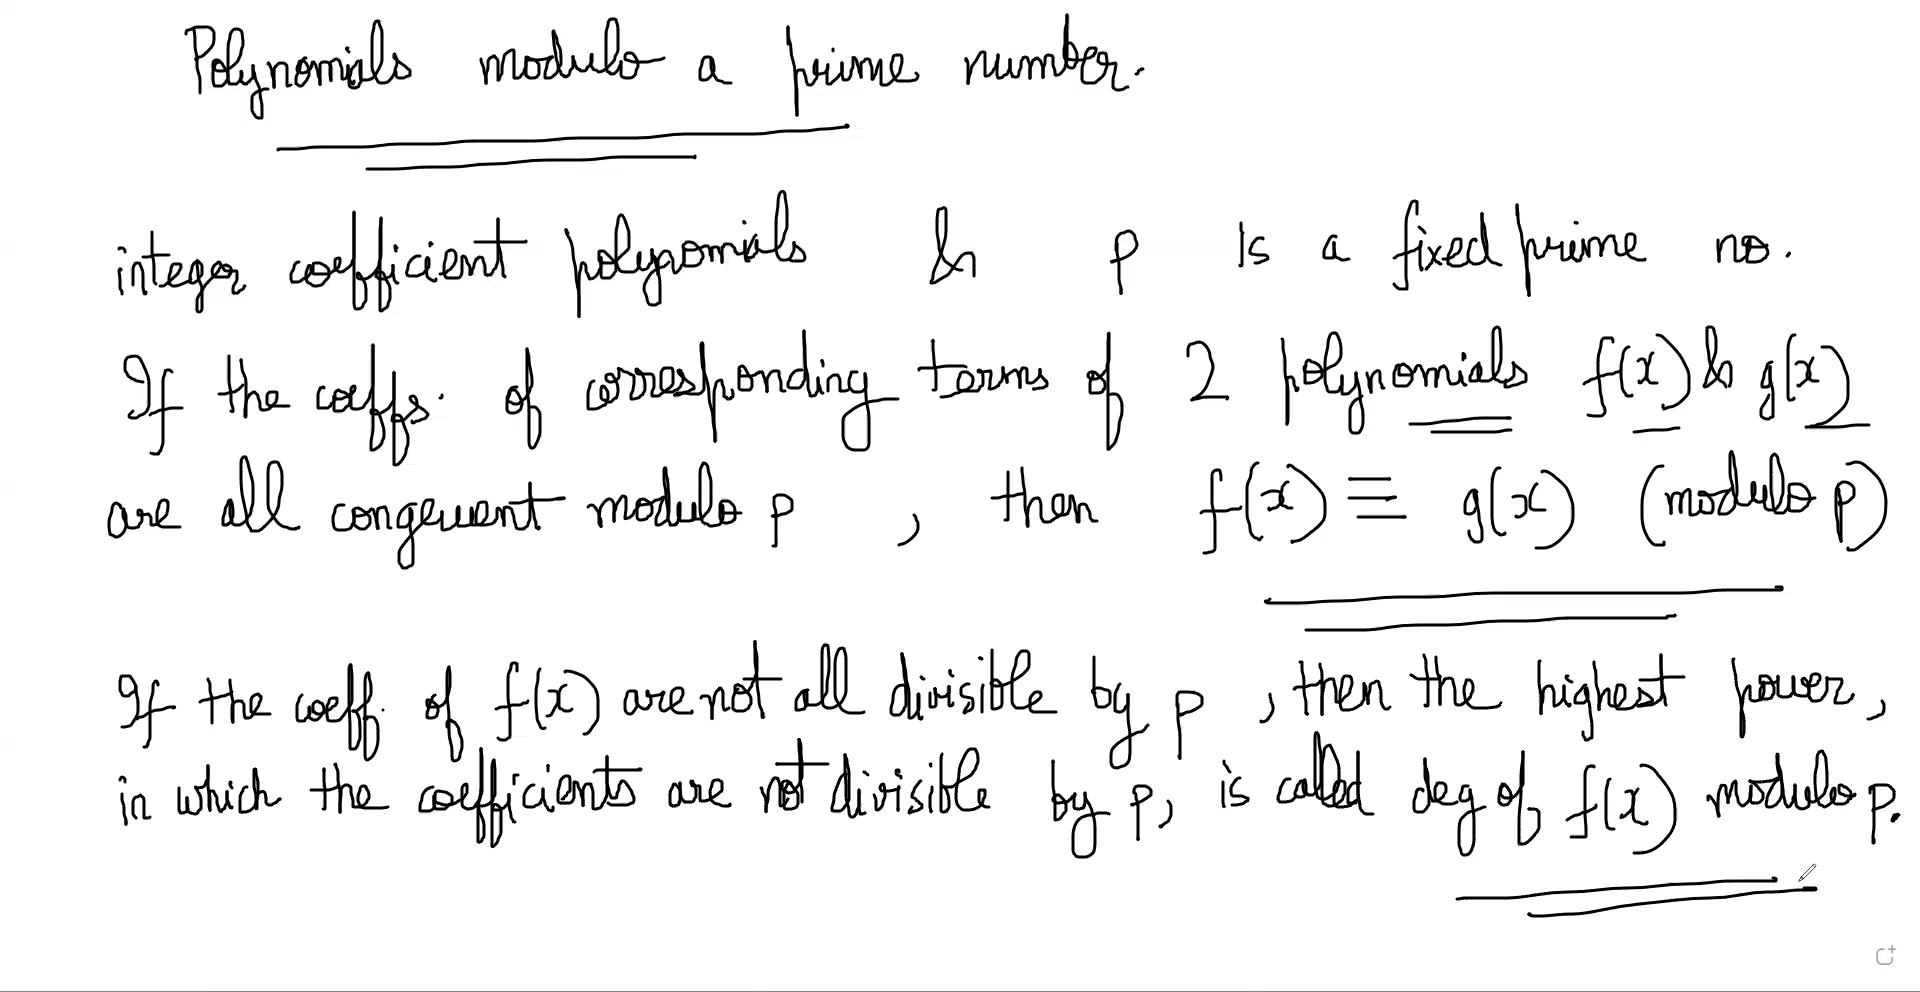 Polynomials modulo a prime number.
integer coefficient polynomials & p is a fixed prime no.
If the coeffs. of corresponding terms of 2 polynomials f(x) & g(x)
are all congruent modulo p , then f(x) ≡ g(x) (modulo p)
If the coeff. of f(x) are not all divisible by p , then the highest power,
in which the coefficients are not divisible by p, is called deg of f(x) modulo p.